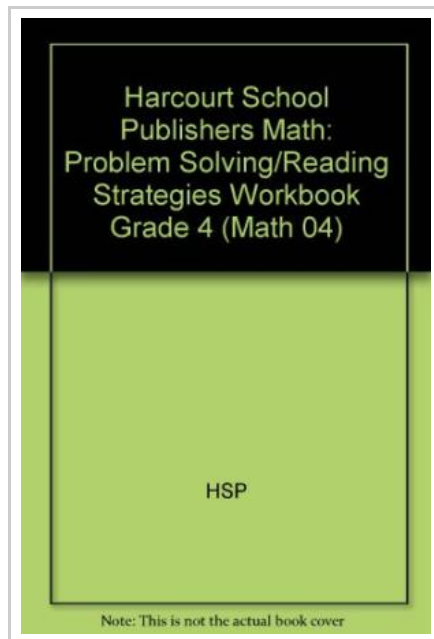 Harcourt School
Publishers Math:
Problem Solving/Reading
Strategies Workbook
Grade 4 (Math 04)
HSP
Note: This is not the actual book cover